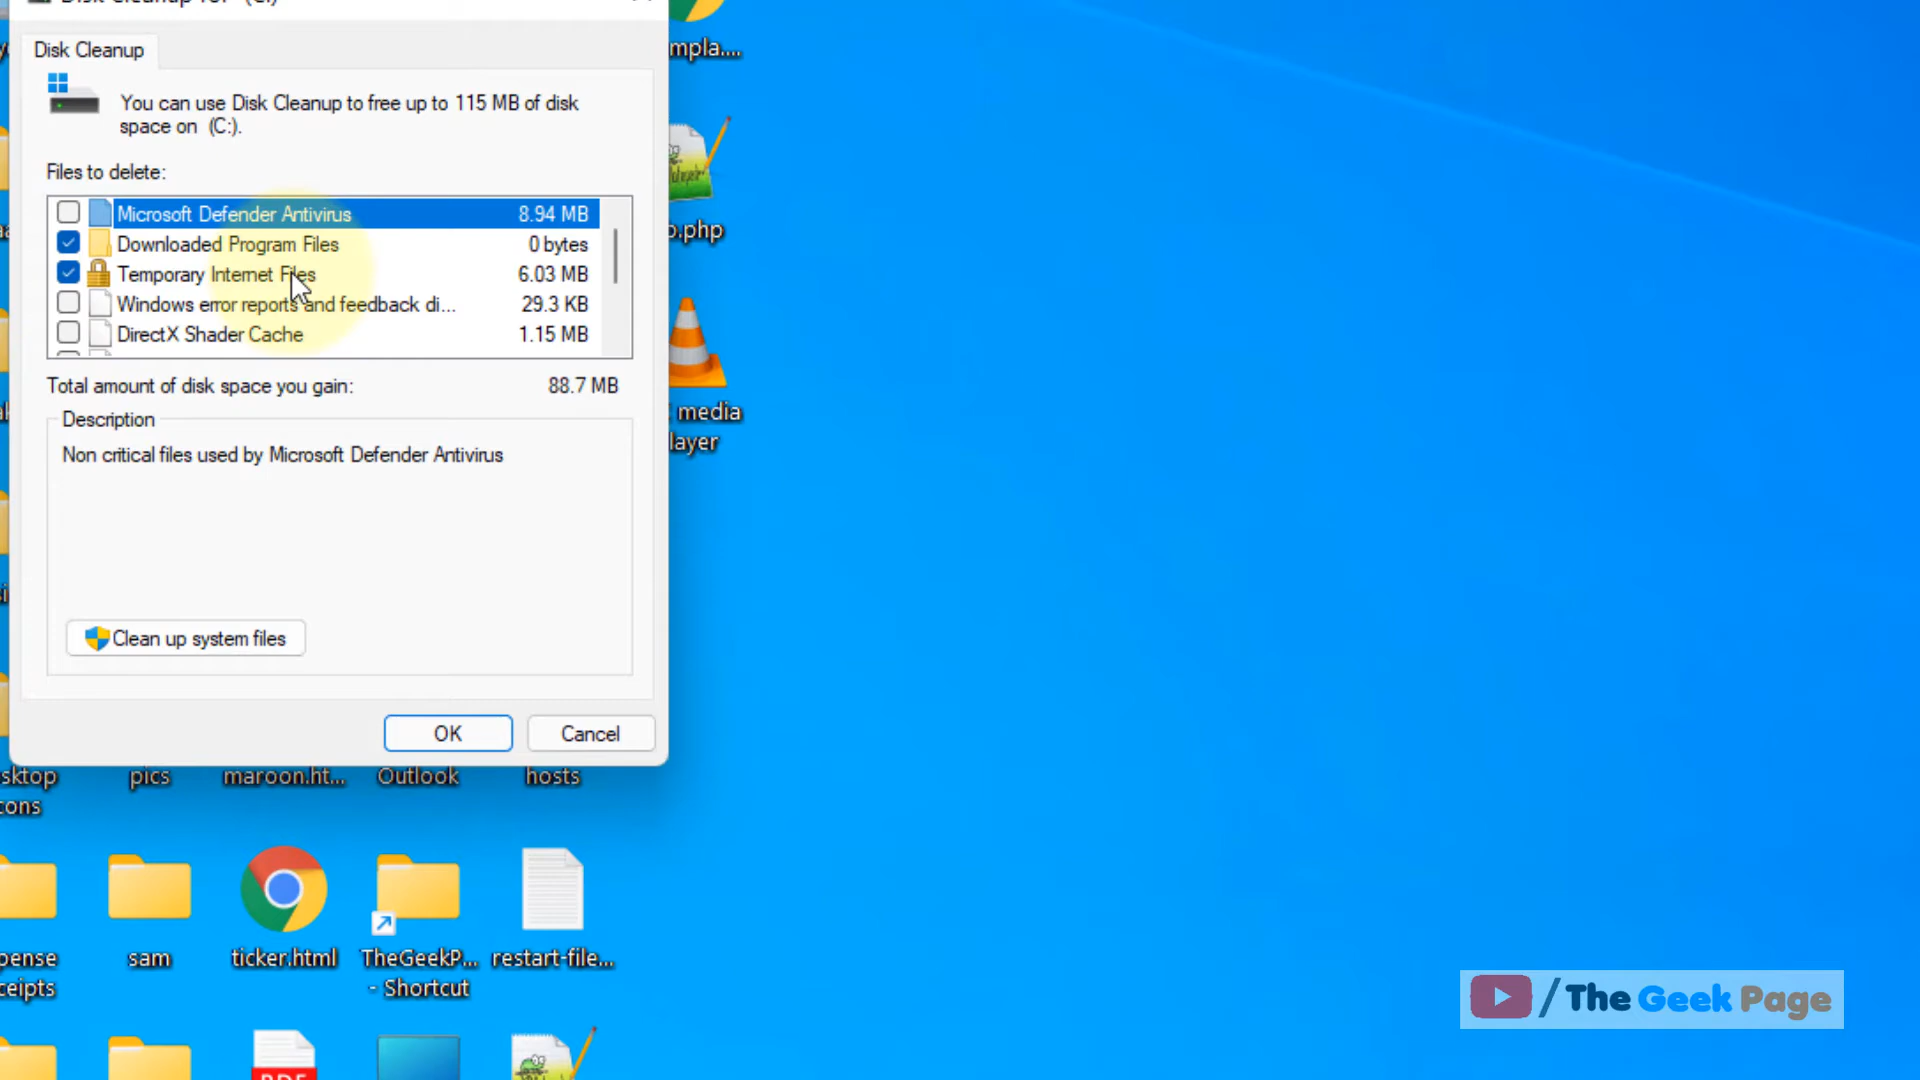 Disk Cleanup for (C:)
Disk Cleanup
You can use Disk Cleanup to free up to 115 MB of disk
space on (C:).
Files to delete:
Microsoft Defender Antivirus 8.94 MB
Downloaded Program Files 0 bytes
Temporary Internet Files 6.03 MB
Windows error reports and feedback di... 29.3 KB
DirectX Shader Cache 1.15 MB
Total amount of disk space you gain: 88.7 MB
Description
Non critical files used by Microsoft Defender Antivirus
Clean up system files
OK Cancel
mpla....
o.php
media
layer
sktop
cons
pics
maroon.ht...
Outlook
hosts
pense
ceipts
sam
ticker.html
TheGeekP...
- Shortcut
restart-file...
PDF
/The Geek Page